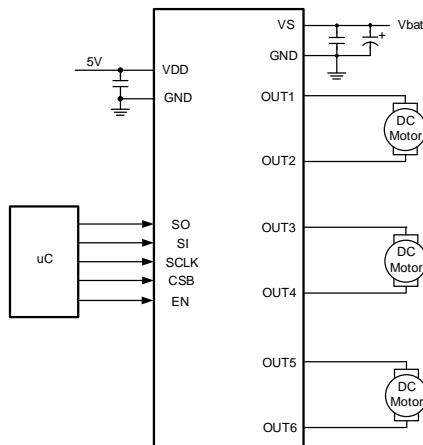 VS
Vbat
+
GND
5V
VDD
GND
OUT1
DC
Motor
OUT2
SO
OUT3
SI
uC
SCLK
DC
Motor
CSB
OUT4
EN
OUT5
DC
Motor
OUT6